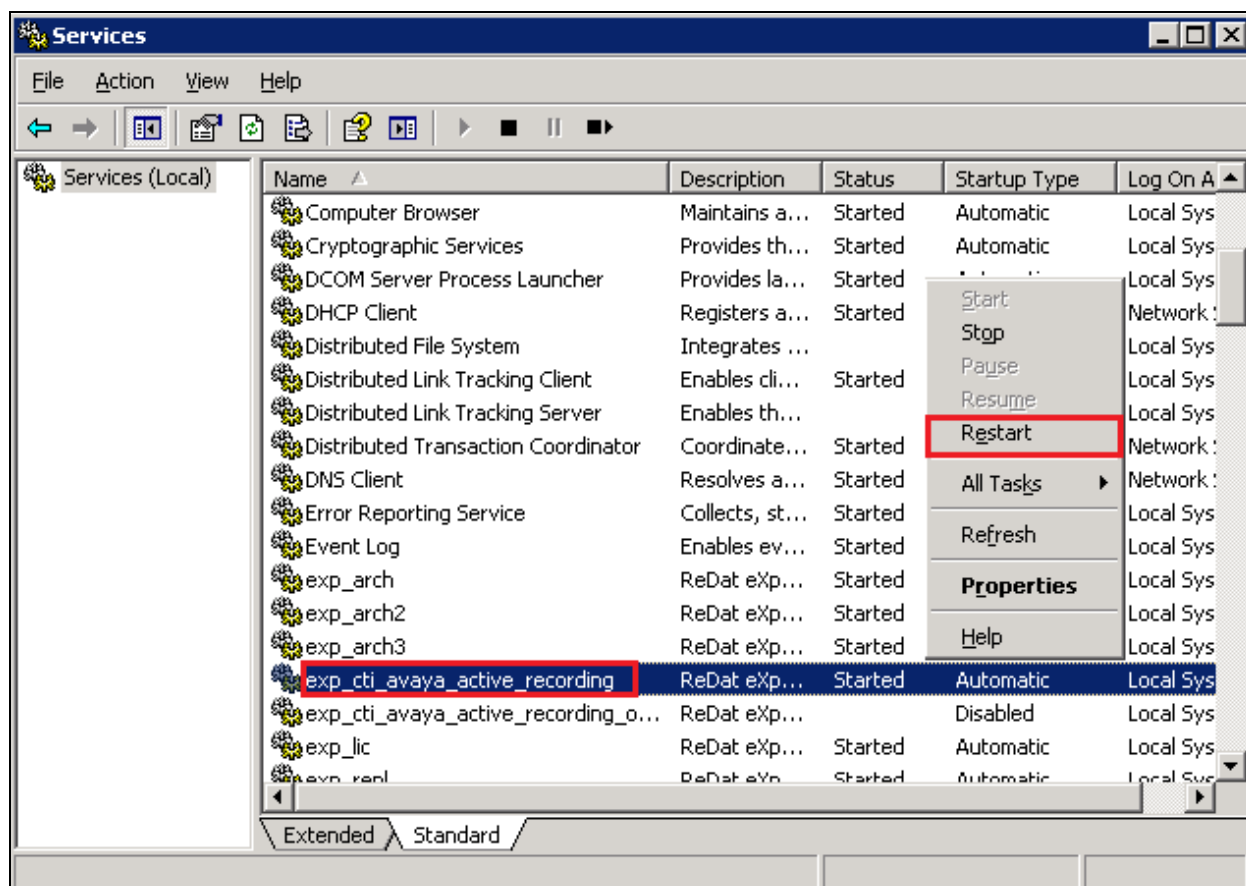 Services
File Action View Help
Services (Local)
Name Description Status Startup Type Log On A
Computer Browser Maintains a... Started Automatic Local Sys
Cryptographic Services Provides th... Started Automatic Local Sys
DCOM Server Process Launcher Provides la... Started Local Sys
DHCP Client Registers a... Started Network
Distributed File System Integrates ... Local Sys
Distributed Link Tracking Client Enables cli... Started Local Sys
Distributed Link Tracking Server Enables th... Local Sys
Distributed Transaction Coordinator Coordinate... Started Network
DNS Client Resolves a... Started Network
Error Reporting Service Collects, st... Started Local Sys
Event Log Enables ev... Started Local Sys
exp_arch ReDat eXp... Started Local Sys
exp_arch2 ReDat eXp... Started Local Sys
exp_arch3 ReDat eXp... Started Local Sys
exp_cti_avaya_active_recording ReDat eXp... Started Automatic Local Sys
exp_cti_avaya_active_recording_o... ReDat eXp... Disabled Local Sys
exp_lic ReDat eXp... Started Automatic Local Sys
exp_repl ReDat eXp... Started Automatic Local Sys
Start
Stop
Pause
Resume
Restart
All Tasks
Refresh
Properties
Help
Extended Standard